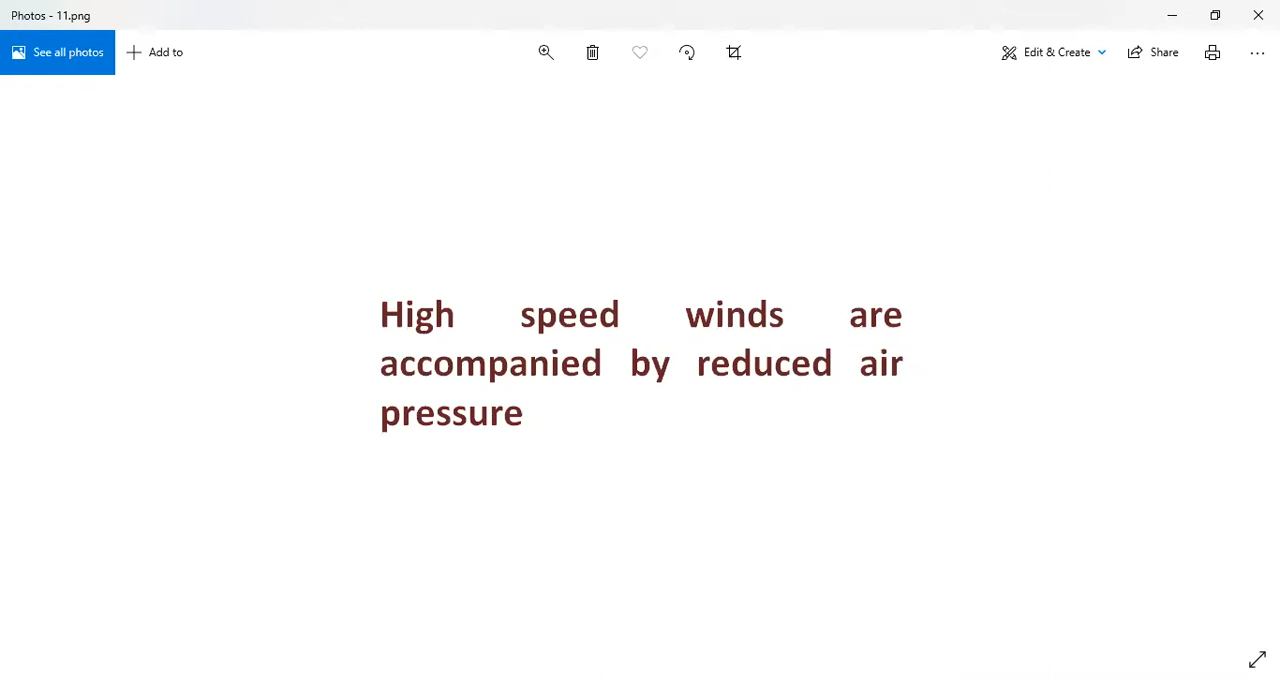 Photos - 11.png
See all photos
Add to
Edit & Create
Share
High speed winds are
accompanied by reduced air
pressure